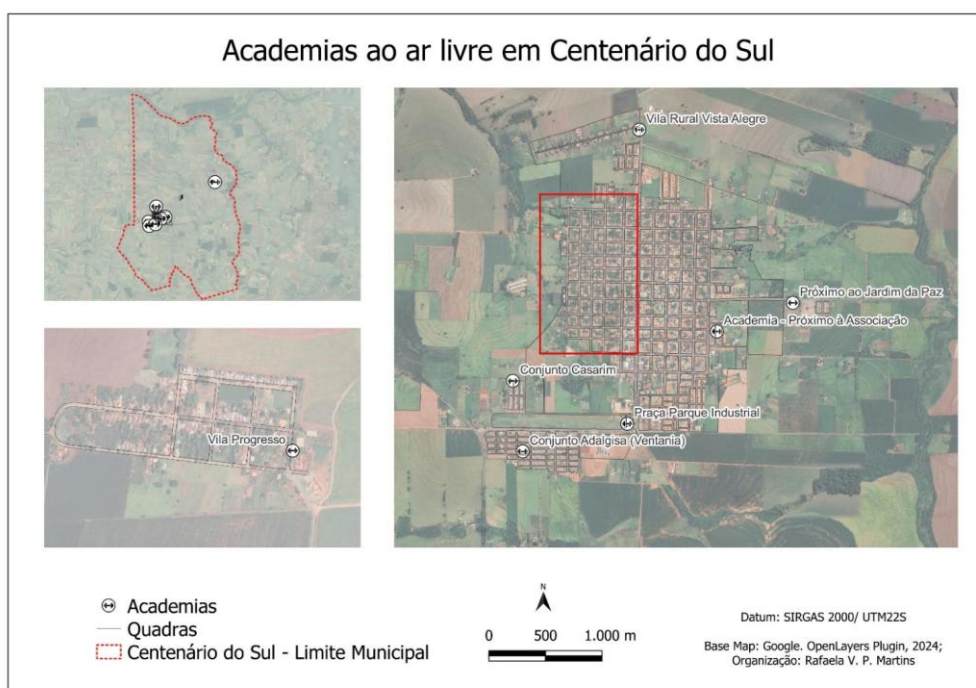 Academias ao ar livre em Centenário do Sul
Vila Rural Vista Alegre
Próximo ao Jardim da Paz
Academia - Próximo à Associação
Conjunto Casarim
Praça Parque Industrial
Conjunto Adalgisa (Ventania)
Vila Progresso
Academias
Quadras
Centenário do Sul - Limite Municipal
N
0 500 1.000 m
Datum: SIRGAS 2000/ UTM22S
Base Map: Google. OpenLayers Plugin, 2024;
Organização: Rafaela V. P. Martins